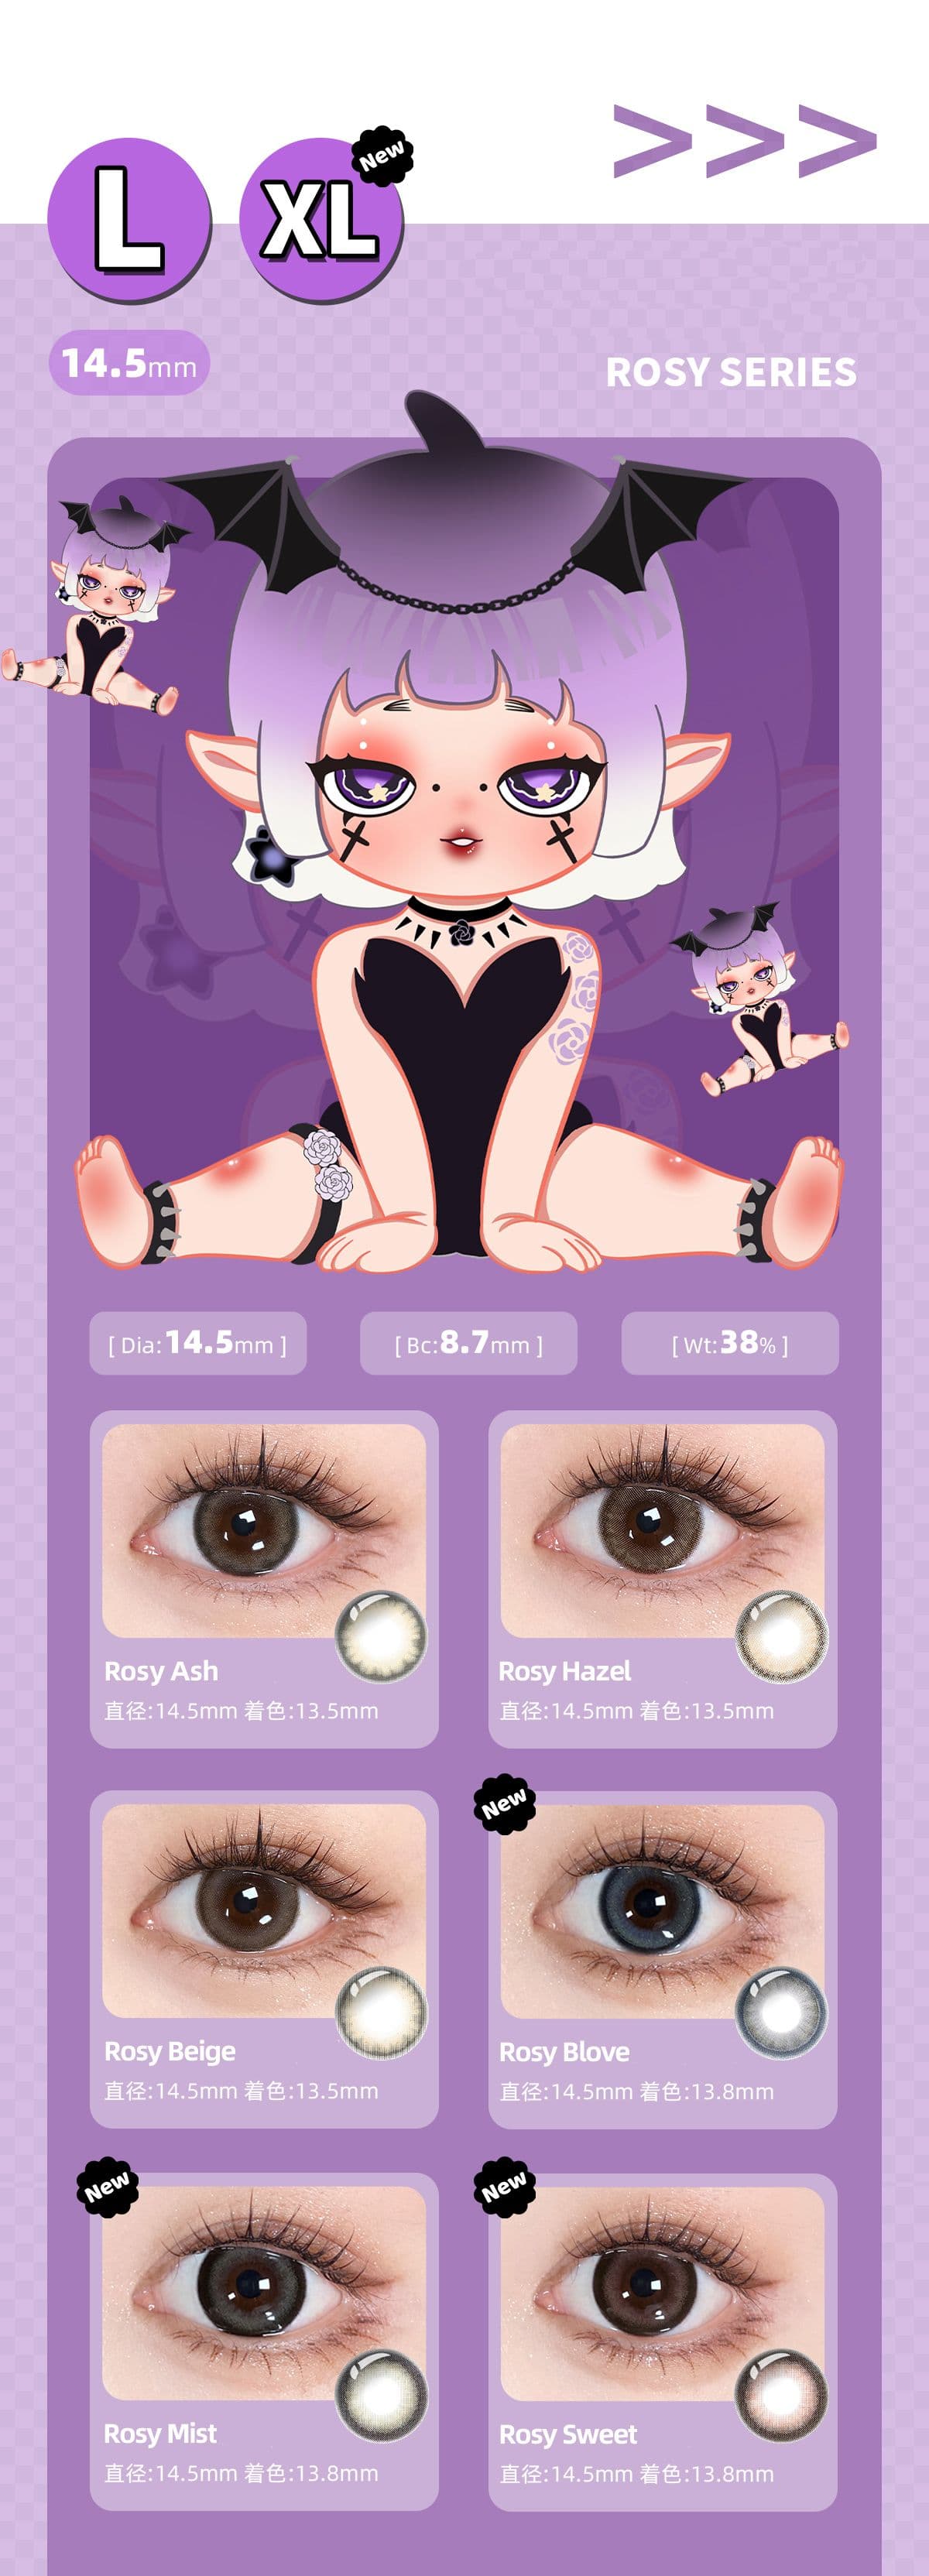 >>>
L
XL
New
14.5mm
ROSY SERIES
[ Dia:14.5mm ]
[ Bc:8.7mm ]
[ Wt:38% ]
Rosy Ash
直径:14.5mm 着色:13.5mm
Rosy Hazel
直径:14.5mm 着色:13.5mm
Rosy Beige
直径:14.5mm 着色:13.5mm
New
Rosy Blove
直径:14.5mm 着色:13.8mm
New
Rosy Mist
直径:14.5mm 着色:13.8mm
New
Rosy Sweet
直径:14.5mm 着色:13.8mm